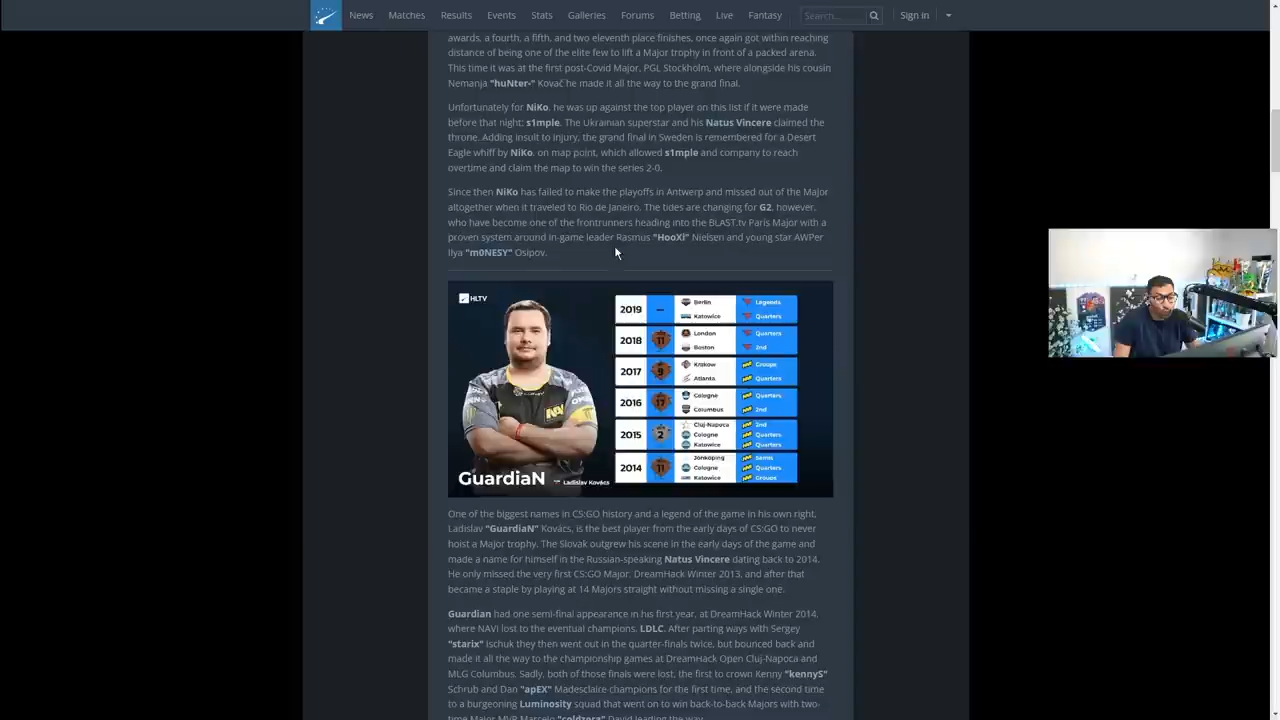 News Matches Results Events Stats Galleries Forums Betting Live Fantasy Search... Sign in
awards, a fourth, a fifth, and two eleventh place finishes, once again got within reaching
distance of being one of the elite few to lift a Major trophy in front of a packed arena.
This time it was at the first post-Covid Major, PGL Stockholm, where alongside his cousin
Nemanja "huNter-" Kovač he made it all the way to the grand final.
Unfortunately for NiKo, he was up against the top player on this list if it were made
before that night: s1mple. The Ukrainian superstar and his Natus Vincere claimed the
throne. Adding insult to injury, the grand final in Sweden is remembered for a Desert
Eagle whiff by NiKo, on map point, which allowed s1mple and company to reach
overtime and claim the map to win the series 2-0.
Since then NiKo has failed to make the playoffs in Antwerp and missed out of the Major
altogether when it traveled to Rio de Janeiro. The tides are changing for G2, however,
who have become one of the frontrunners heading into the BLAST.tv Paris Major with a
proven system around in-game leader Rasmus "HooXi" Nielsen and young star AWPer
Ilya "m0NESY" Osipov.
HLTV
2019 — Berlin Legends
Katowice Quarters
2018 11 London Quarters
Boston 2nd
2017 9 Krakow Groups
Atlanta Quarters
2016 17 Cologne Quarters
Columbus 2nd
2015 2 Cluj-Napoca 2nd
Cologne Quarters
Katowice Quarters
2014 11 Jonkoping Semis
Cologne Quarters
Katowice Groups
GuardiaN Ladislav Kovács
One of the biggest names in CS:GO history and a legend of the game in his own right,
Ladislav "GuardiaN" Kovács, is the best player from the early days of CS:GO to never
hoist a Major trophy. The Slovak outgrew his scene in the early days of the game and
made a name for himself in the Russian-speaking Natus Vincere dating back to 2014.
He only missed the very first CS:GO Major, DreamHack Winter 2013, and after that
became a staple by playing at 14 Majors straight without missing a single one.
Guardian had one semi-final appearance in his first year, at DreamHack Winter 2014,
where NAVI lost to the eventual champions, LDLC. After parting ways with Sergey
"starix" Ischuk they then went out in the quarter-finals twice, but bounced back and
made it all the way to the championship games at DreamHack Open Cluj-Napoca and
MLG Columbus. Sadly, both of those finals were lost, the first to crown Kenny "kennyS"
Schrub and Dan "apEX" Madesclaire champions for the first time, and the second time
to a burgeoning Luminosity squad that went on to win back-to-back Majors with two-
time Major MVP Marcelo "coldzera" David leading the way.